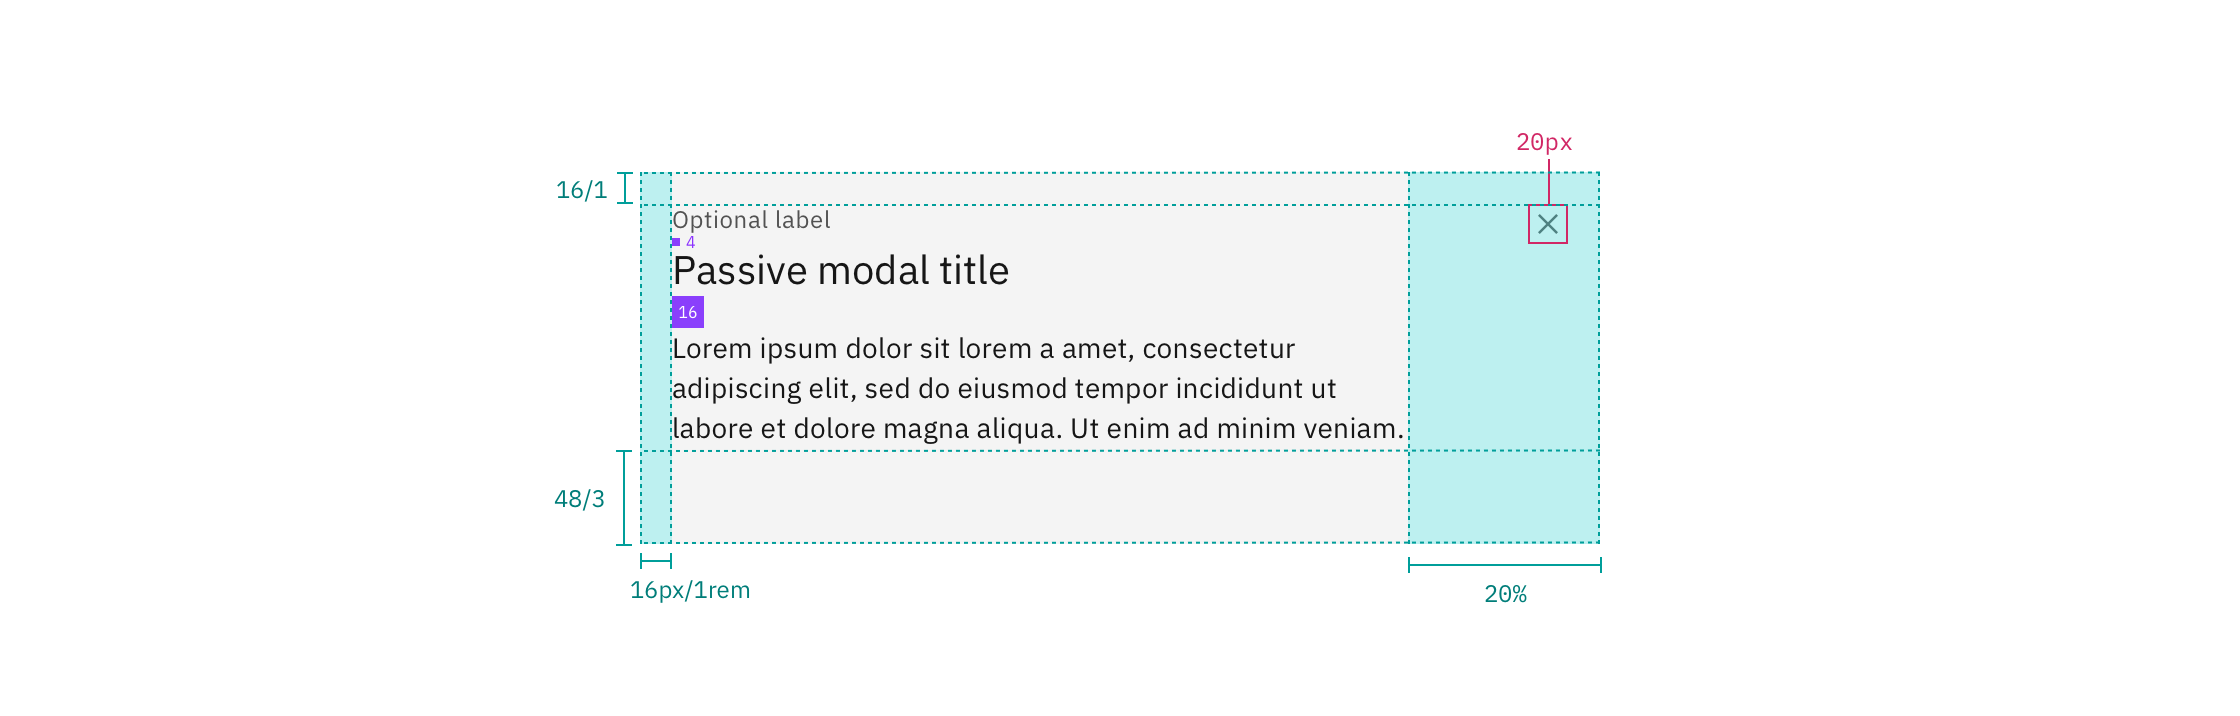 20px
16/1
Optional label
4
Passive modal title
16
Lorem ipsum dolor sit lorem a amet, consectetur
adipiscing elit, sed do eiusmod tempor incididunt ut
labore et dolore magna aliqua. Ut enim ad minim veniam.
48/3
16px/1rem
20%